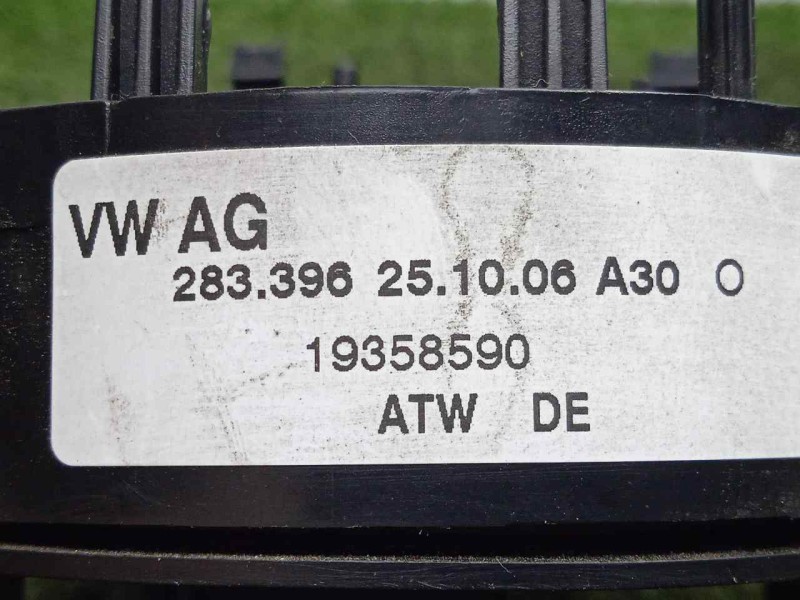 VW AG
283.396 25.10.06 A30 O
19358590
ATW DE